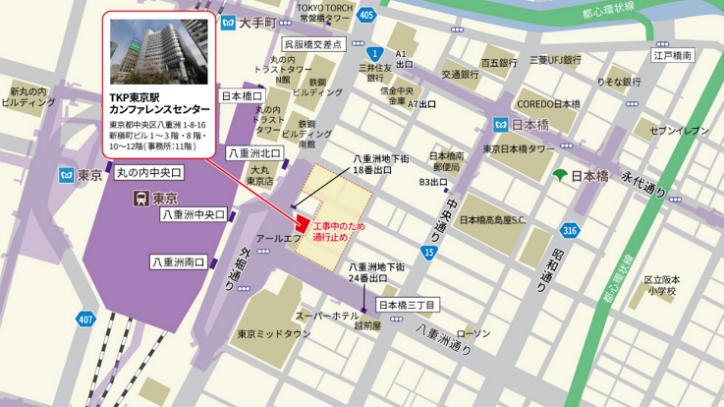 TOKYO TORCH
常盤橋タワー
405
大手町
呉服橋交差点
1
A1
出口
都心環状線
江戸橋南
丸の内
トラストタワー
N館
三井住友
銀行
百五銀行
三菱UFJ銀行
交通銀行
りそな銀行
新丸の内
ビルディング
TKP東京駅
カンファレンスセンター
東京都中央区八重洲 1-8-16
新槇町ビル 1～3 階・8 階・
10～12階( 事務所:11階 )
日本橋口
鉄鋼
ビルディング
信金中央
金庫
A7出口
COREDO日本橋
丸の内
トラスト
タワー
鉄鋼
ビルディング
南館
日本橋
セブンイレブン
八重洲北口
東京日本橋タワー
大丸
東京店
八重洲地下街
18番出口
日本橋南
郵便局
B3出口
東京
丸の内中央口
日本橋
永代通り
東京
八重洲中央口
工事中のため
通行止め
中央通り
日本橋高島屋S.C.
アールエフ
316
昭和通り
八重洲南口
外堀通り
15
八重洲地下街
24番出口
都心環状線
区立阪本
小学校
日本橋三丁目
407
スーパーホテル
越前屋
東京ミッドタウン
八重洲通り
ローソン